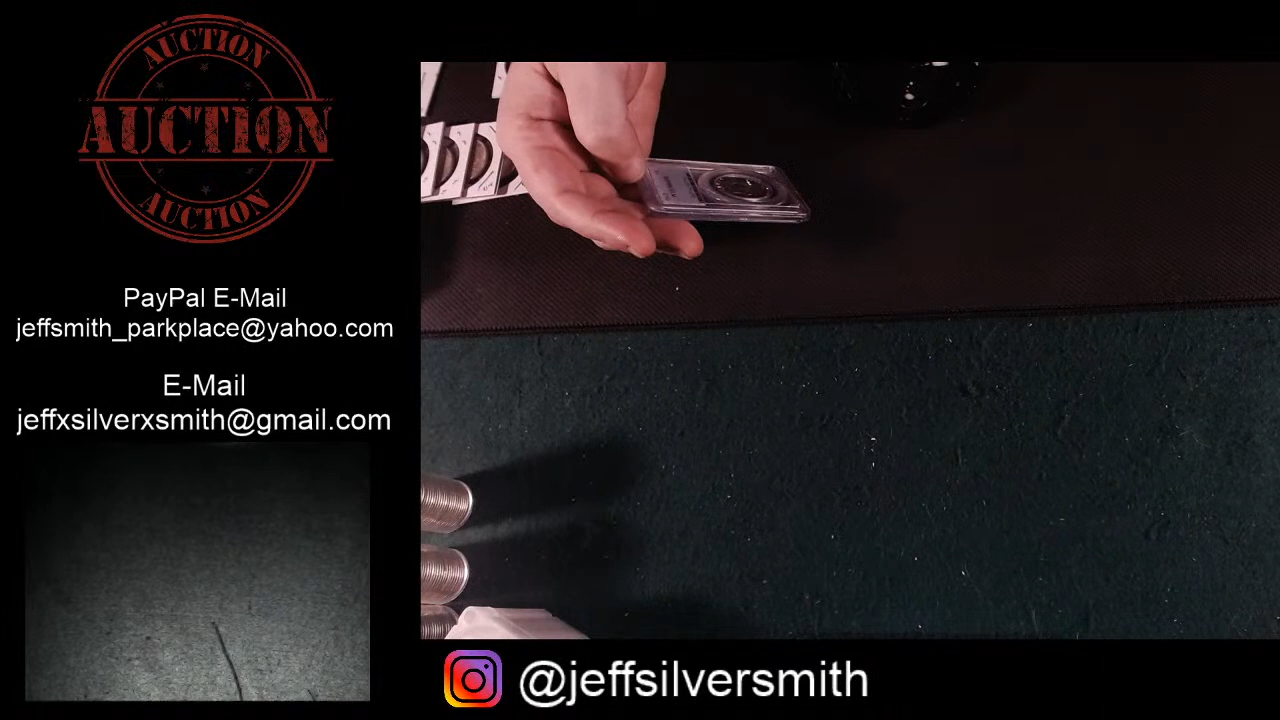 AUCTION
AUCTION
AUCTION
PayPal E-Mail
jeffsmith_parkplace@yahoo.com
E-Mail
jeffxsilverxsmith@gmail.com
@jeffsilversmith